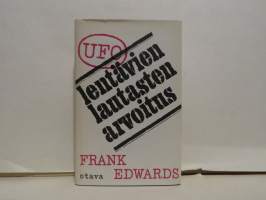 UFO
lentävien
lautasten
arvoitus
FRANK
otava EDWARDS